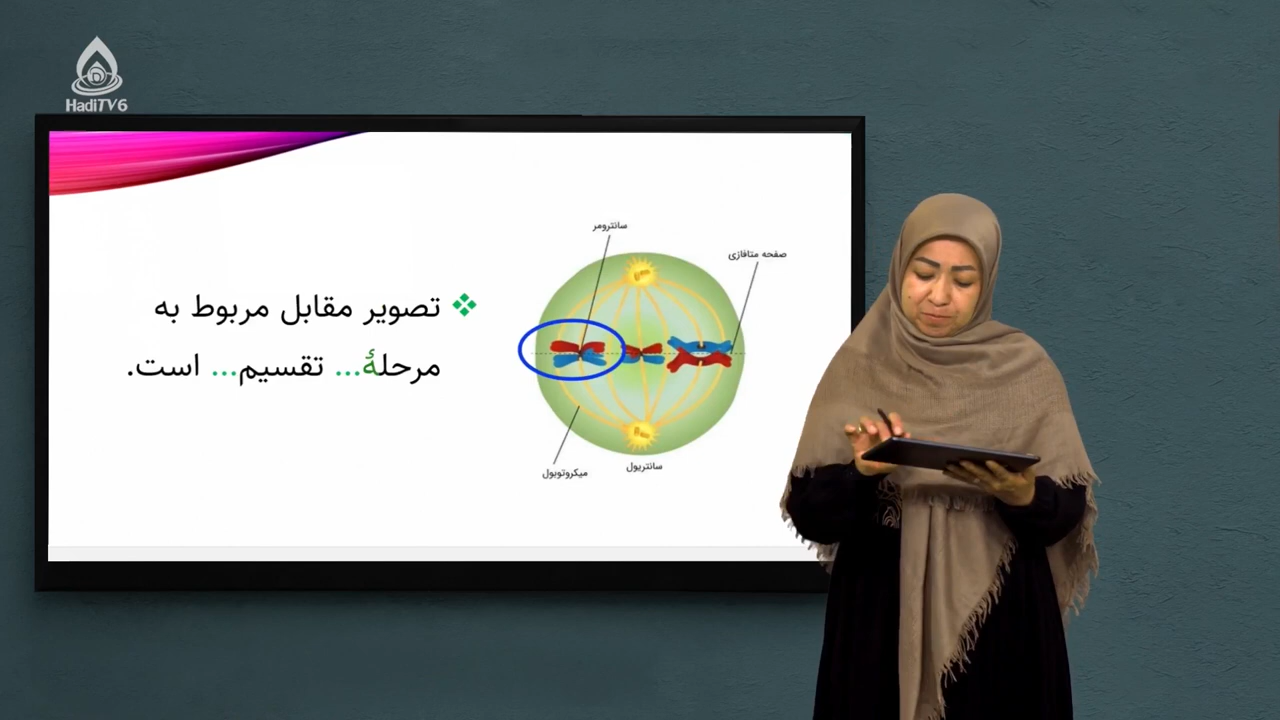 HadiTV6
سانترومر
صفحه متافازی
تصویر مقابل مربوط به
مرحلهٔ... تقسیم... است.
سانتریول
میکروتوبول